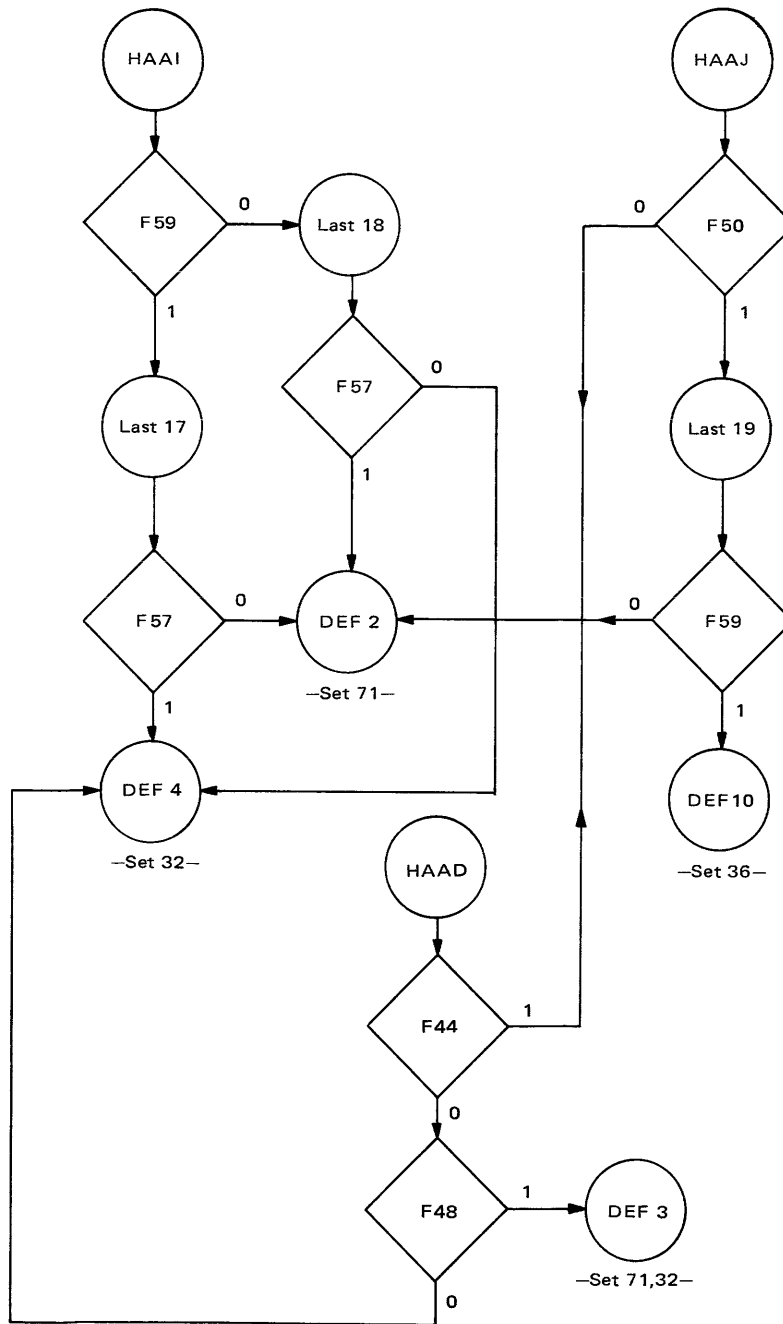 HAAI
HAAJ
F59
0
1
Last 18
0
F50
1
F57
0
1
Last 17
Last 19
F57
0
1
DEF 2
—Set 71—
0
F59
1
DEF 4
—Set 32—
DEF10
—Set 36—
HAAD
F44
1
0
F48
1
0
DEF 3
—Set 71,32—